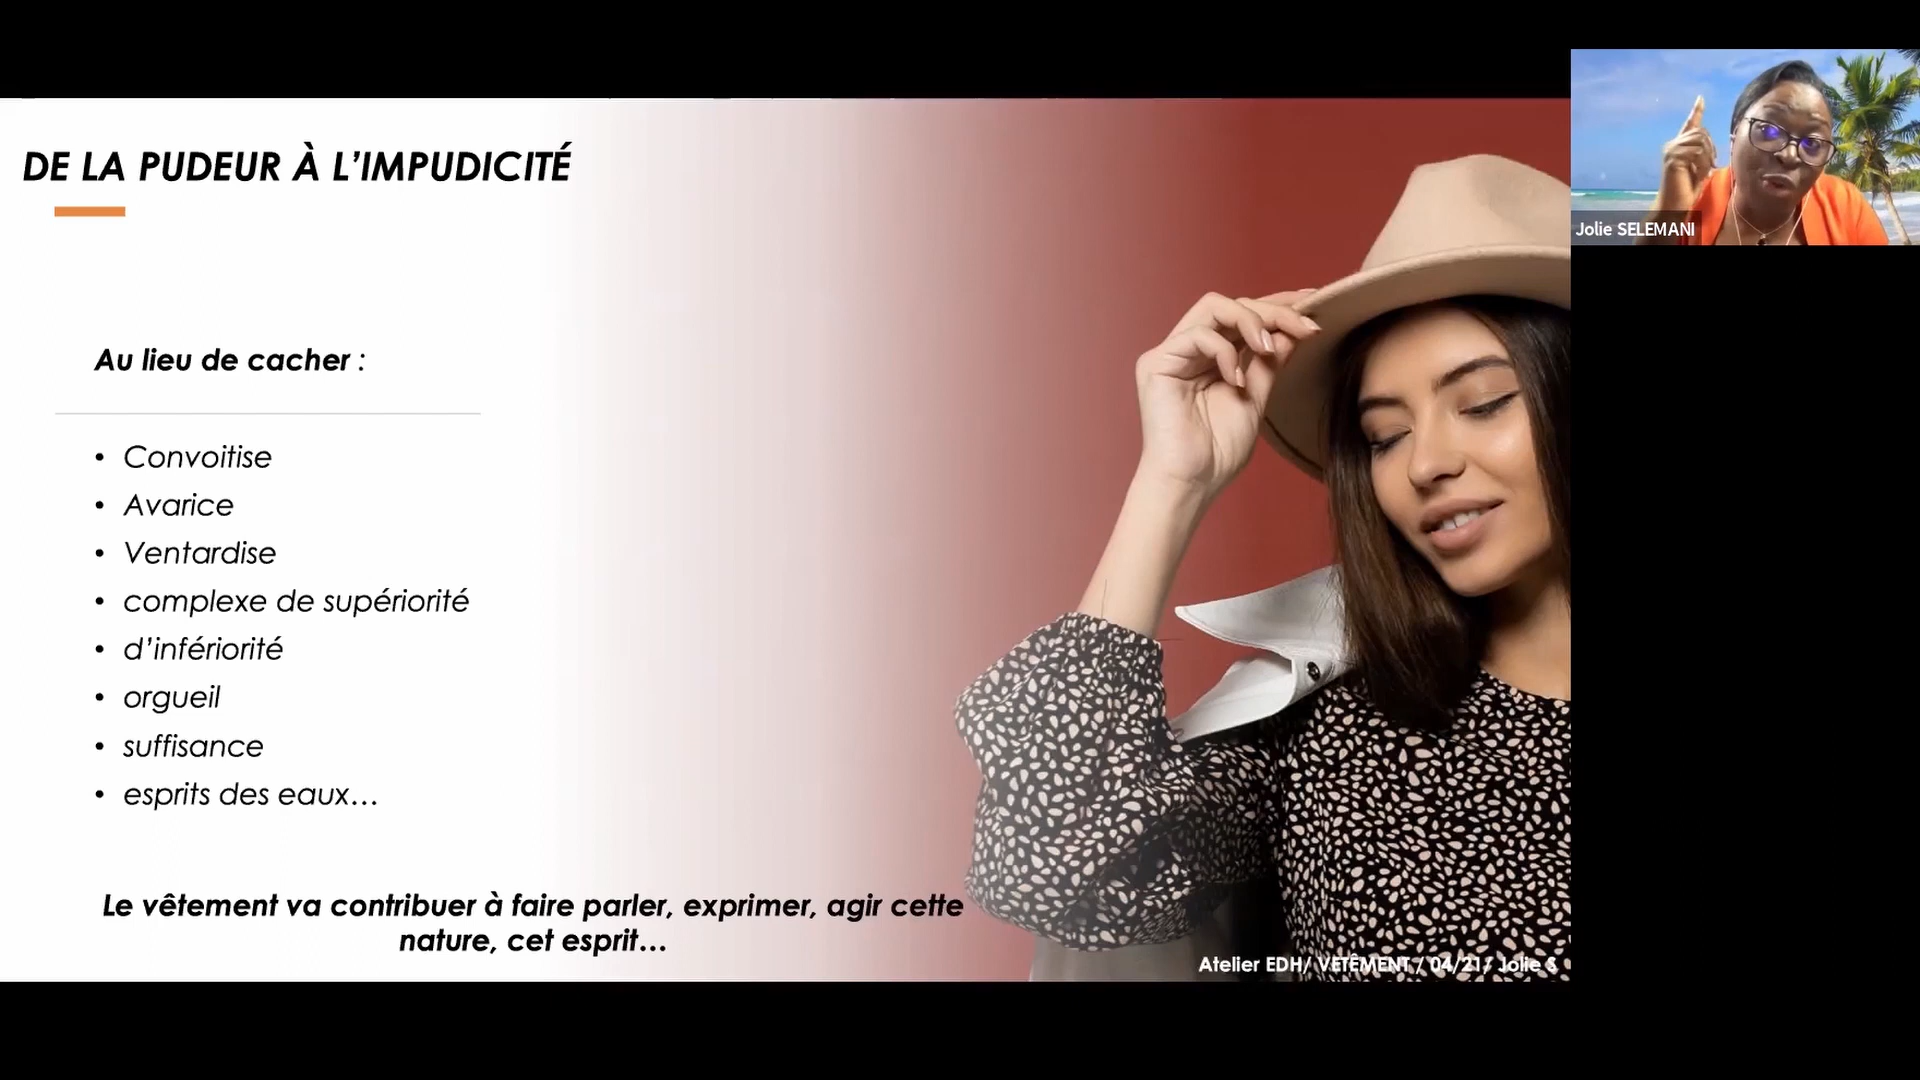 DE LA PUDEUR À L'IMPUDICITÉ
Au lieu de cacher :
• Convoitise
• Avarice
• Ventardise
• complexe de supériorité
• d'infériorité
• orgueil
• suffisance
• esprits des eaux…
Le vêtement va contribuer à faire parler, exprimer, agir cette
nature, cet esprit…
Atelier EDH/ VETÊMENT / 04/21/ Jolie S
Jolie SELEMANI